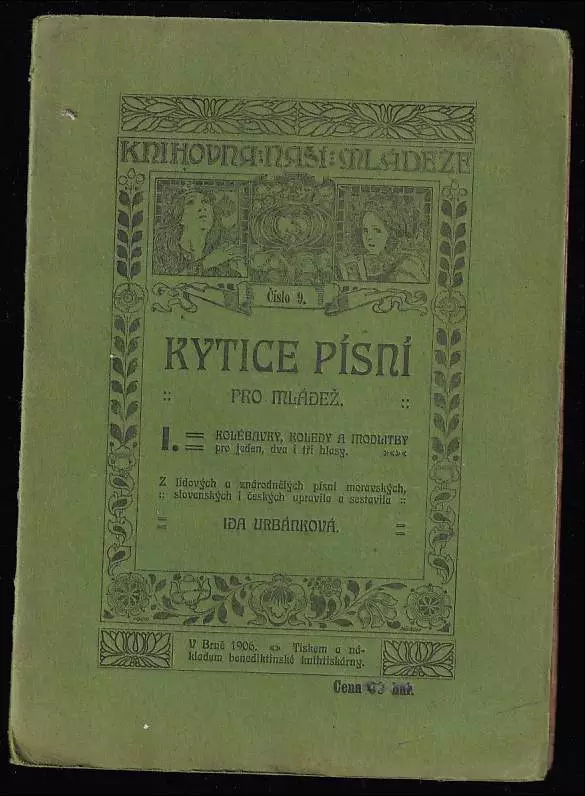 KNIHOVNA NAŠÍ MLÁDEŽE
Číslo 9.
KYTICE PÍSNÍ
:: PRO MLÁDEŽ. ::
I. KOLÉBAVKY, KOLEDY A MODLITBY
pro jeden, dva i tři hlasy.
Z lidových a znárodnělých písní moravských,
:: slovenských i českých upravila a sestavila ::
IDA URBÁNKOVÁ.
V Brně 1906. Tiskem a ná-
kladem benediktinské knihtiskárny.
Cena hal.